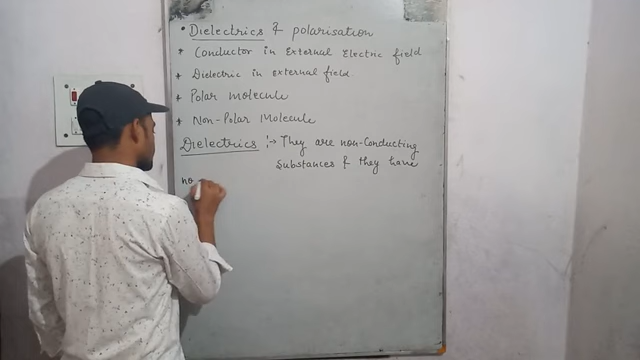 • Dielectrics & polarisation
* Conductor in External Electric field
* Dielectric in external field.
* Polar molecule
* Non-Polar Molecule
Dielectrics :→ They are non-Conducting
Substances & they have
no